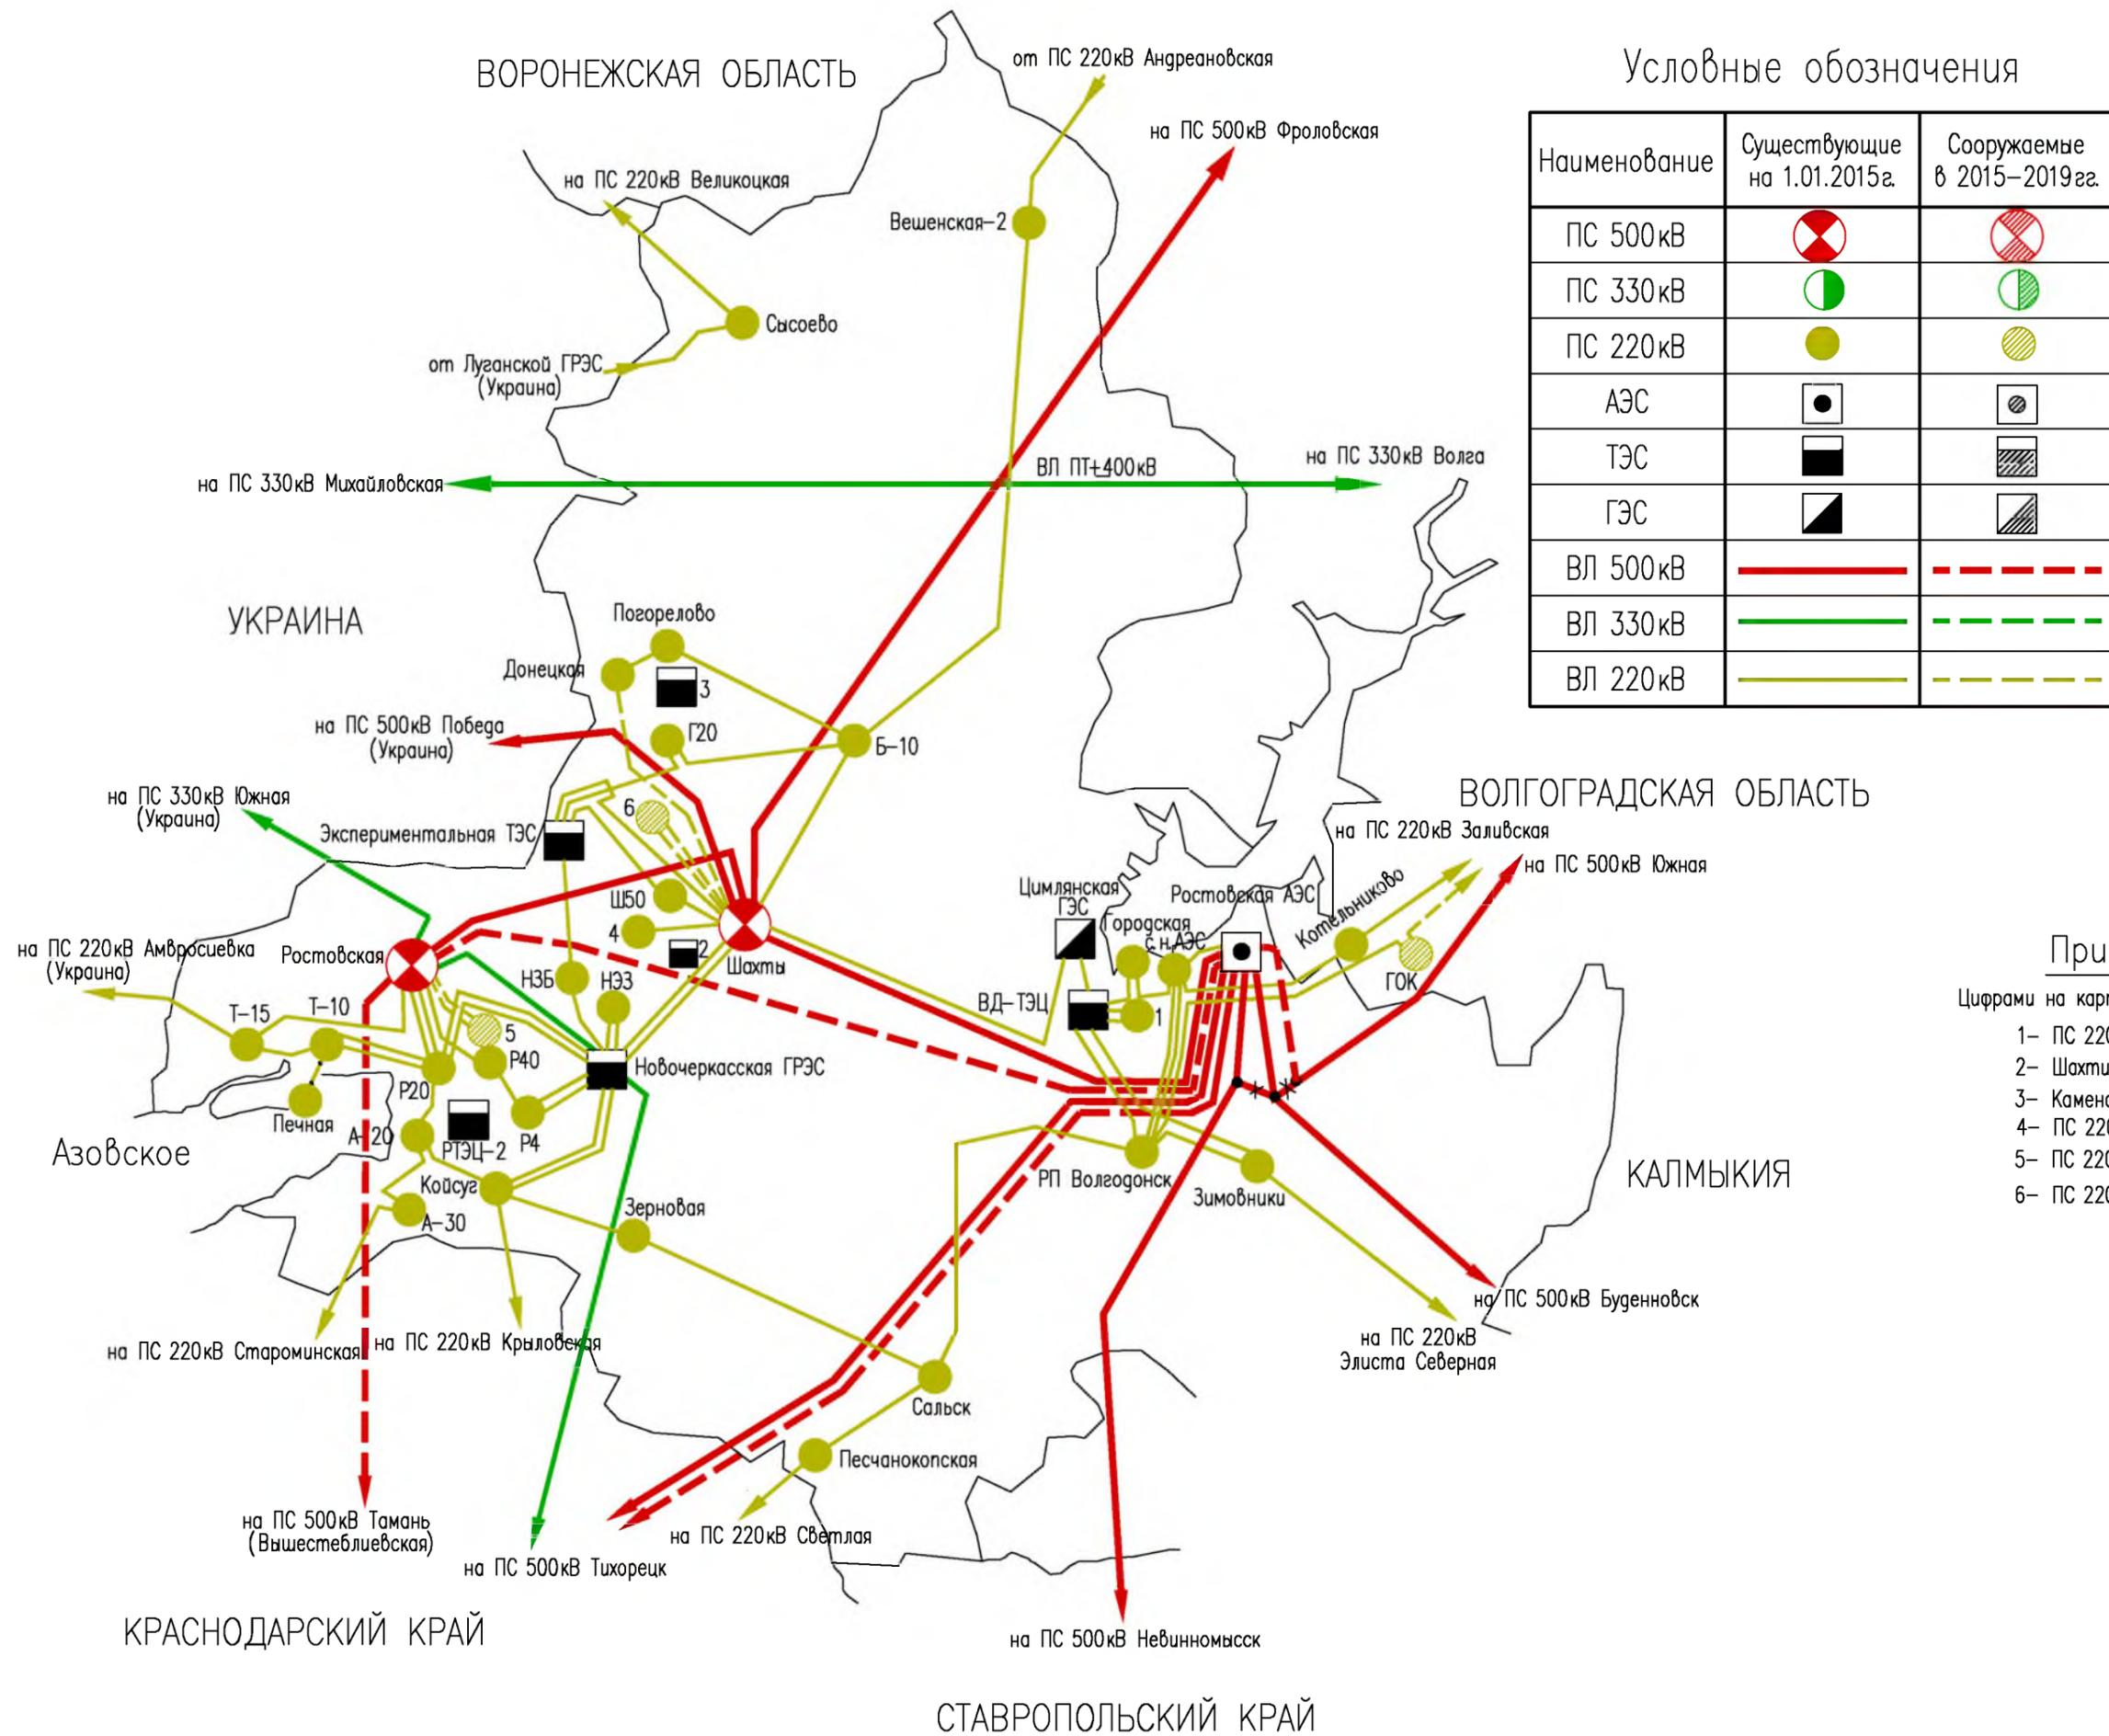 ВОРОНЕЖСКАЯ ОБЛАСТЬ
от ПС 220кВ Андреановская
на ПС 500кВ Фроловская
на ПС 220кВ Великоцкая
Вешенская-2
Сысоево
от Луганской ГРЭС
(Украина)
на ПС 330кВ Михайловская
ВЛ ПТ±400кВ
на ПС 330кВ Волга
Условные обозначения
Наименование
Существующие
на 1.01.2015г.
Сооружаемые
в 2015-2019гг.
ПС 500кВ
ПС 330кВ
ПС 220кВ
АЭС
ТЭС
ГЭС
ВЛ 500кВ
ВЛ 330кВ
ВЛ 220кВ
УКРАИНА
Погорелово
Донецкая
3
на ПС 500кВ Победа
(Украина)
Г20
Б-10
на ПС 330кВ Южная
(Украина)
6
Экспериментальная ТЭС
ВОЛГОГРАДСКАЯ ОБЛАСТЬ
на ПС 220кВ Заливская
на ПС 500кВ Южная
Ш50
4
2
Шахты
Цимлянская
ГЭС
Городская
с.н.АЭС
Ростовская АЭС
Котельниково
ГОК
на ПС 220кВ Амвросиевка
(Украина)
Ростовская
НЗБ
НЭЗ
ВД-ТЭЦ
1
Т-15
Т-10
5
Р40
Новочеркасская ГРЭС
Р20
Печная
Р4
А-20
РТЭЦ-2
Азовское
Койсуг
А-30
Зерновая
РП Волгодонск
Зимовники
КАЛМЫКИЯ
на ПС 220кВ Староминская
на ПС 220кВ Крыловская
на ПС 500кВ Буденновск
на ПС 220кВ
Элиста Северная
Сальск
Песчанокопская
на ПС 500кВ Тамань
(Вышестеблиевская)
на ПС 500кВ Тихорецк
на ПС 220кВ Светлая
КРАСНОДАРСКИЙ КРАЙ
на ПС 500кВ Невинномысск
СТАВРОПОЛЬСКИЙ КРАЙ
При
Цифрами на кар
1- ПС 220
2- Шахти
3- Камен
4- ПС 220
5- ПС 220
6- ПС 220